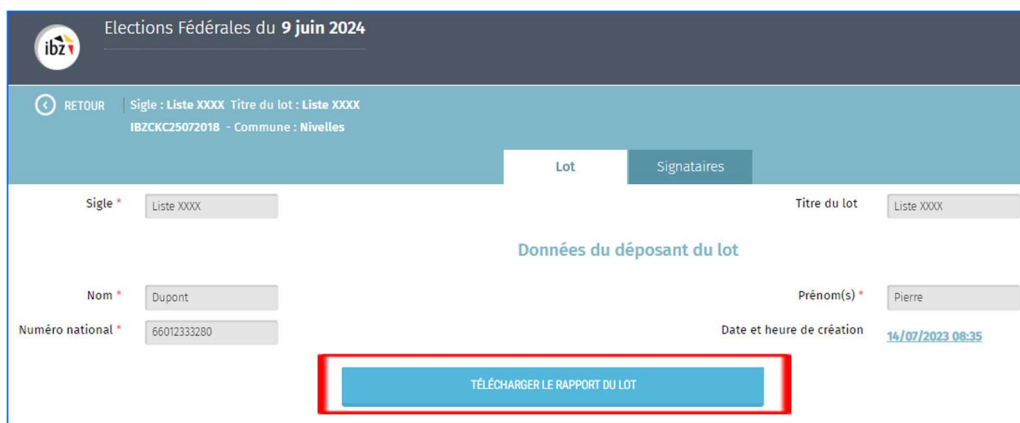 Elections Fédérales du 9 juin 2024
ibz
RETOUR
Sigle : Liste XXXX Titre du lot : Liste XXXX
IBZCKC25072018 - Commune : Nivelles
Lot
Signataires
Sigle * Liste XXXX
Titre du lot Liste XXXX
Données du déposant du lot
Nom * Dupont
Prénom(s) * Pierre
Numéro national * 66012333280
Date et heure de création 14/07/2023 08:35
TÉLÉCHARGER LE RAPPORT DU LOT